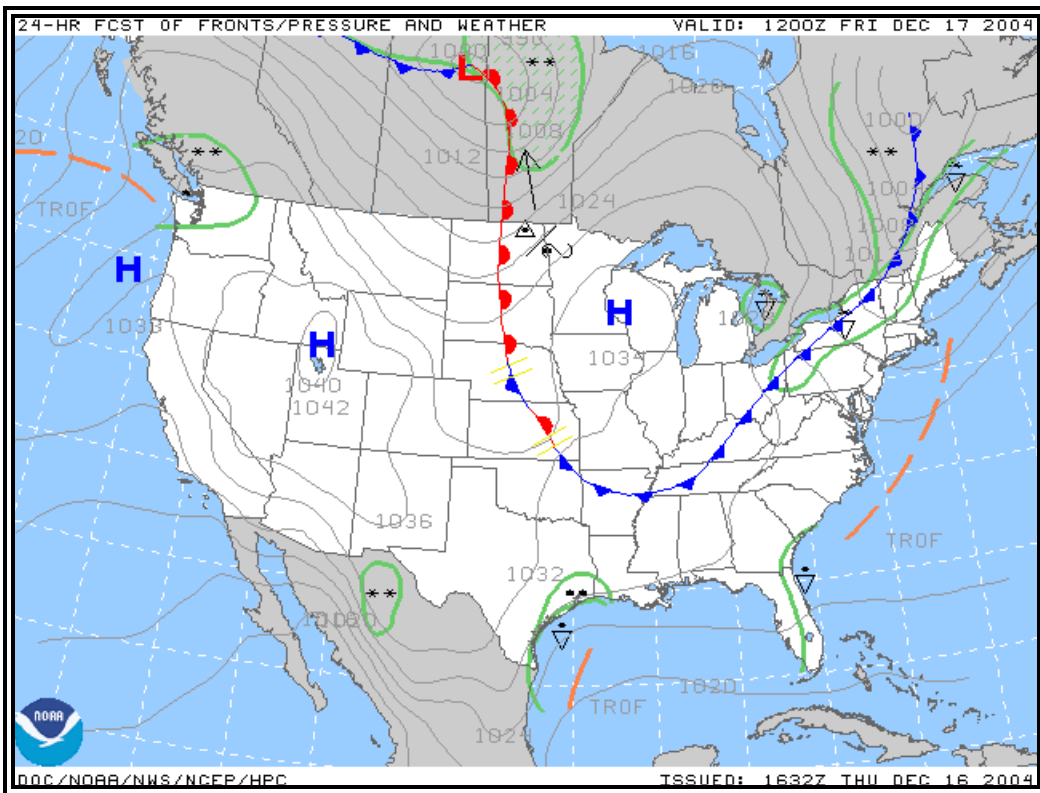 24-HR FCST OF FRONTS/PRESSURE AND WEATHER VALID: 1200Z FRI DEC 17 2004
1016
L
1004
1020
1008
1000
20
1012
1024
TROF
H
H
1034
H
1040
1042
1036
TROF
1032
1020
TROF
1024
NOAA
DOC/NOAA/NWS/NCEP/HPC ISSUED: 1632Z THU DEC 16 2004